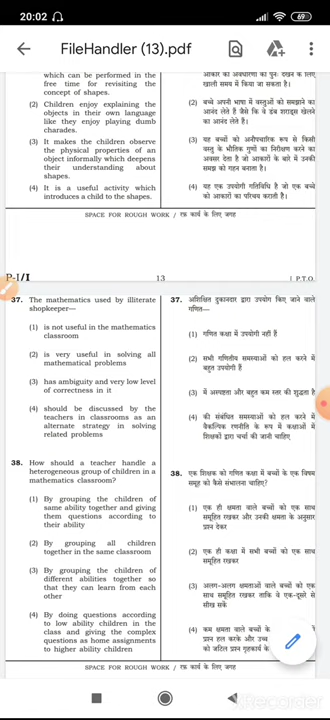 20:02
69
FileHandler (13).pdf
which can be performed in the
free time for revisiting the
concept of shapes.
(2) Children enjoy explaining the
objects in their own language
like they enjoy playing dumb
charades.
(3) It makes the children observe
the physical properties of an
object informally which deepens
their understanding about
shapes.
(4) It is a useful activity which
introduces a child to the shapes.
आकार की अवधारणा को पुनः देखने के लिए
खाली समय में किया जा सकता है।
(2) बच्चे अपनी भाषा में वस्तुओं को समझाने का
आनंद लेते हैं जैसे कि वे डंब शराड्स खेलने
का आनंद लेते हैं।
(3) यह बच्चों को अनौपचारिक रूप से किसी
वस्तु के भौतिक गुणों का निरीक्षण करने का
अवसर देता है जो आकारों के बारे में उनकी
समझ को गहन बनाता है।
(4) यह एक उपयोगी गतिविधि है जो एक बच्चे
को आकारों का परिचय कराती है।
SPACE FOR ROUGH WORK / रफ़ कार्य के लिए जगह
P-I/I
13
[ P.T.O.
37. The mathematics used by illiterate
shopkeeper—
(1) is not useful in the mathematics
classroom
(2) is very useful in solving all
mathematical problems
(3) has ambiguity and very low level
of correctness in it
(4) should be discussed by the
teachers in classrooms as an
alternate strategy in solving
related problems
38. How should a teacher handle a
heterogeneous group of children in a
mathematics classroom?
(1) By grouping the children of
same ability together and giving
them questions according to
their ability
(2) By grouping all children
together in the same classroom
(3) By grouping the children of
different abilities together so
that they can learn from each
other
(4) By doing questions according
to low ability children in the
class and giving the complex
questions as home assignments
to higher ability children
37. अशिक्षित दुकानदार द्वारा उपयोग किए जाने वाले
गणित—
(1) गणित कक्षा में उपयोगी नहीं हैं
(2) सभी गणितीय समस्याओं को हल करने में
बहुत उपयोगी हैं
(3) में अस्पष्टता और बहुत कम स्तर की शुद्धता है
(4) की संबंधित समस्याओं को हल करने में
वैकल्पिक रणनीति के रूप में कक्षाओं में
शिक्षकों द्वारा चर्चा की जानी चाहिए
38. एक शिक्षक को गणित कक्षा में बच्चों के एक विषम
समूह को कैसे संभालना चाहिए?
(1) एक ही क्षमता वाले बच्चों को एक साथ
समूहित रखकर और उनकी क्षमता के अनुसार
प्रश्न देकर
(2) एक ही कक्षा में सभी बच्चों को एक साथ
समूहित रखकर
(3) अलग-अलग क्षमताओं वाले बच्चों को एक
साथ समूहित रखकर ताकि वे एक-दूसरे से
सीख सकें
(4) कम क्षमता वाले बच्चों के
प्रश्न हल करके और उच्च
को जटिल प्रश्न गृहकार्य के
SPACE FOR ROUGH WORK / रफ़ कार्य के लिए जगह